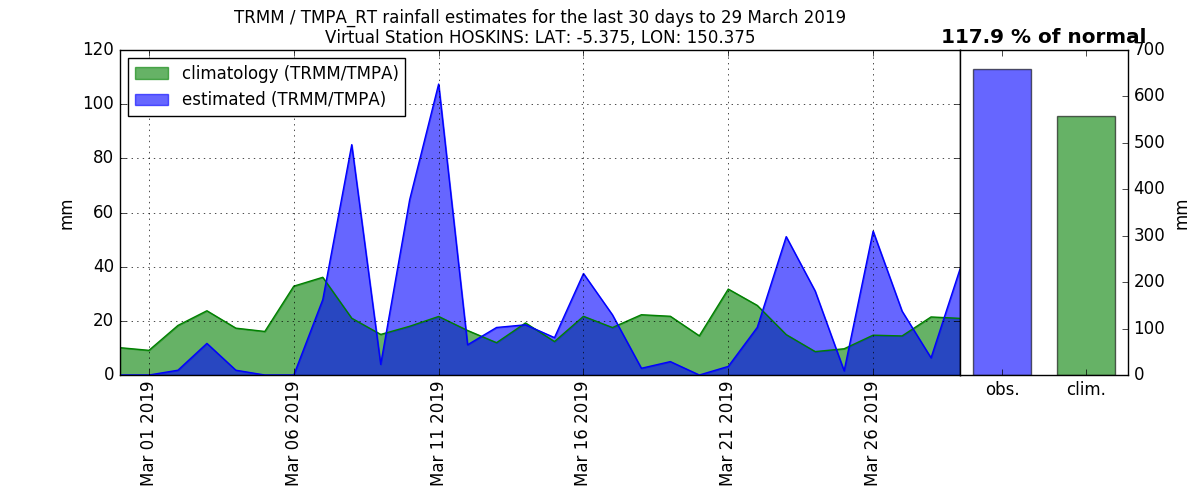 TRMM / TMPA_RT rainfall estimates for the last 30 days to 29 March 2019
Virtual Station HOSKINS: LAT: -5.375, LON: 150.375
117.9 % of normal
climatology (TRMM/TMPA)
estimated (TRMM/TMPA)
120
100
80
60
40
20
0
mm
Mar 01 2019
Mar 06 2019
Mar 11 2019
Mar 16 2019
Mar 21 2019
Mar 26 2019
700
600
500
400
300
200
100
0
mm
obs.
clim.